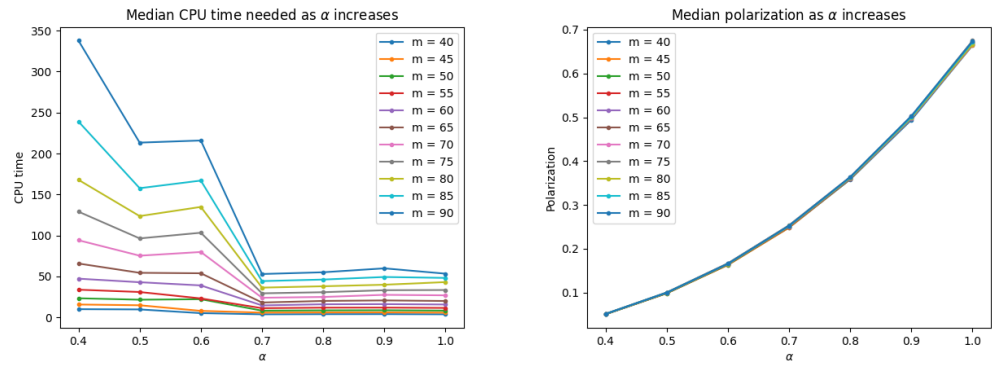 Median CPU time needed as α increases
350
300
250
200
150
100
50
0
CPU time
0.4 0.5 0.6 0.7 0.8 0.9 1.0
α
m = 40
m = 45
m = 50
m = 55
m = 60
m = 65
m = 70
m = 75
m = 80
m = 85
m = 90
Median polarization as α increases
0.7
0.6
0.5
0.4
0.3
0.2
0.1
Polarization
0.4 0.5 0.6 0.7 0.8 0.9 1.0
α
m = 40
m = 45
m = 50
m = 55
m = 60
m = 65
m = 70
m = 75
m = 80
m = 85
m = 90